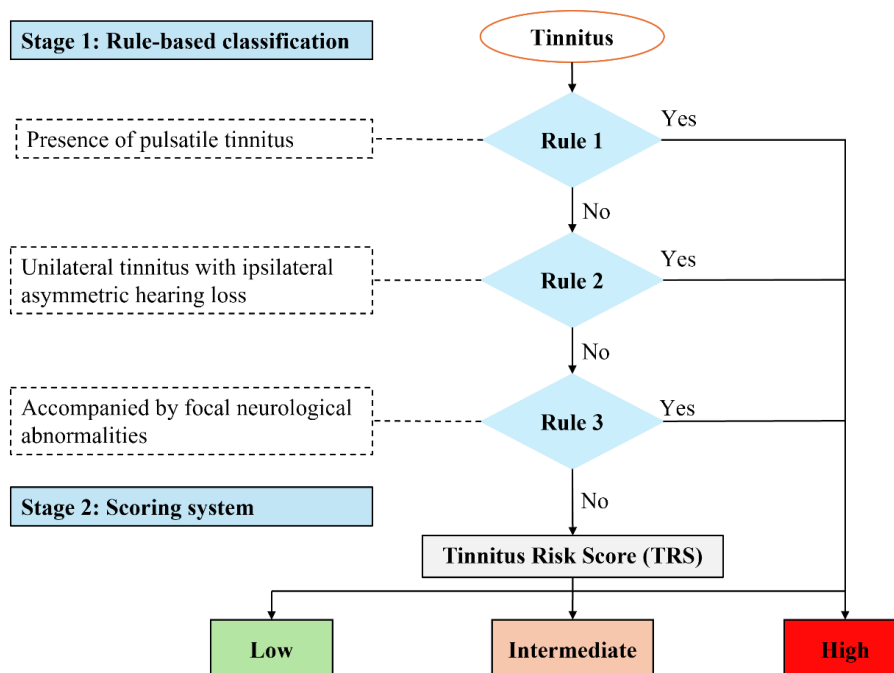 Stage 1: Rule-based classification
Tinnitus
Presence of pulsatile tinnitus
Rule 1
Yes
No
Unilateral tinnitus with ipsilateral
asymmetric hearing loss
Rule 2
Yes
No
Accompanied by focal neurological
abnormalities
Rule 3
Yes
Stage 2: Scoring system
No
Tinnitus Risk Score (TRS)
Low
Intermediate
High